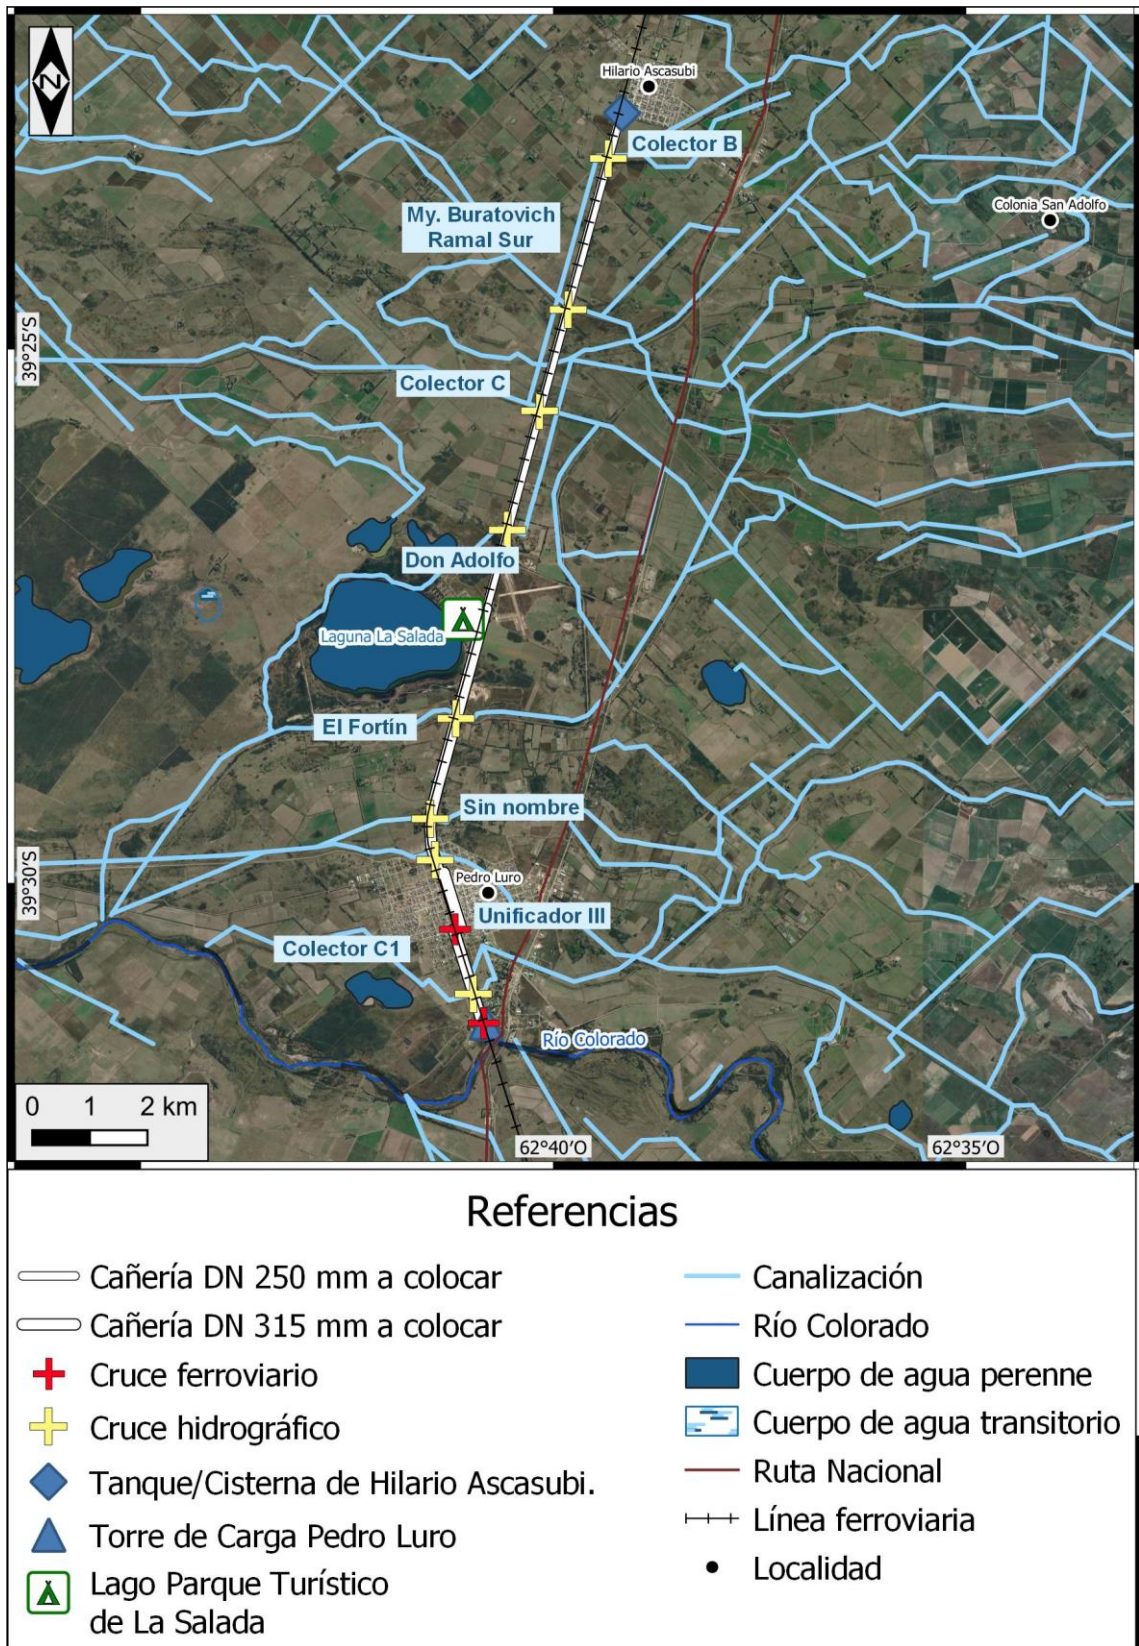 N
Hilario Ascasubi
Colector B
My. Buratovich
Ramal Sur
Colonia San Adolfo
39°25'S
Colector C
Don Adolfo
Laguna La Salada
El Fortín
Sin nombre
39°30'S
Pedro Luro
Unificador III
Colector C1
Río Colorado
0 1 2 km
62°40'O
62°35'O
Referencias
Cañería DN 250 mm a colocar
Cañería DN 315 mm a colocar
Cruce ferroviario
Cruce hidrográfico
Tanque/Cisterna de Hilario Ascasubi.
Torre de Carga Pedro Luro
Lago Parque Turístico
de La Salada
Canalización
Río Colorado
Cuerpo de agua perenne
Cuerpo de agua transitorio
Ruta Nacional
Línea ferroviaria
Localidad